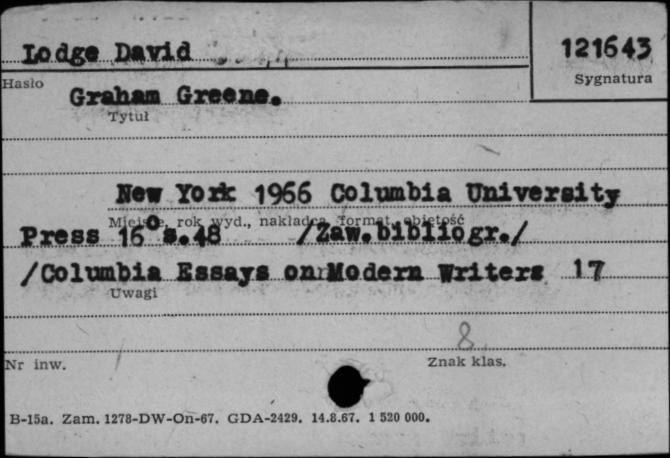 Lodge David
121643
Hasło
Sygnatura
Graham Greene.
Tytuł
New York 1966 Columbia University
Miejsce, rok wyd., nakładca, format, objętość
Press 16° s.48 /Zaw.bibliogr./
/Columbia Essays on Modern Writers 17
Uwagi
8
Nr inw.
Znak klas.
B-15a. Zam. 1278-DW-On-67. GDA-2429. 14.8.67. 1 520 000.